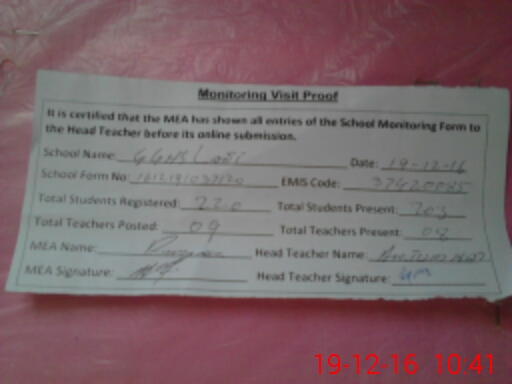 Monitoring Visit Proof
It is certified that the MEA has shown all entries of the School Monitoring Form to
the Head Teacher before its online submission.
School Name: Date: 19-12-16
School Form No: EMIS Code:
Total Students Registered: 220 Total Students Present: 203
Total Teachers Posted: 09 Total Teachers Present: 08
MEA Name: Head Teacher Name:
MEA Signature: Head Teacher Signature:
19-12-16 10:41